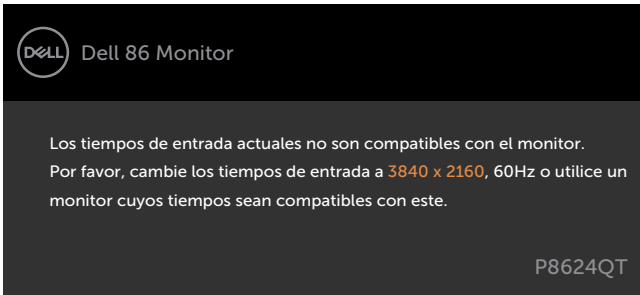 DELL
Dell 86 Monitor
Los tiempos de entrada actuales no son compatibles con el monitor.
Por favor, cambie los tiempos de entrada a 3840 x 2160, 60Hz o utilice un
monitor cuyos tiempos sean compatibles con este.
P8624QT